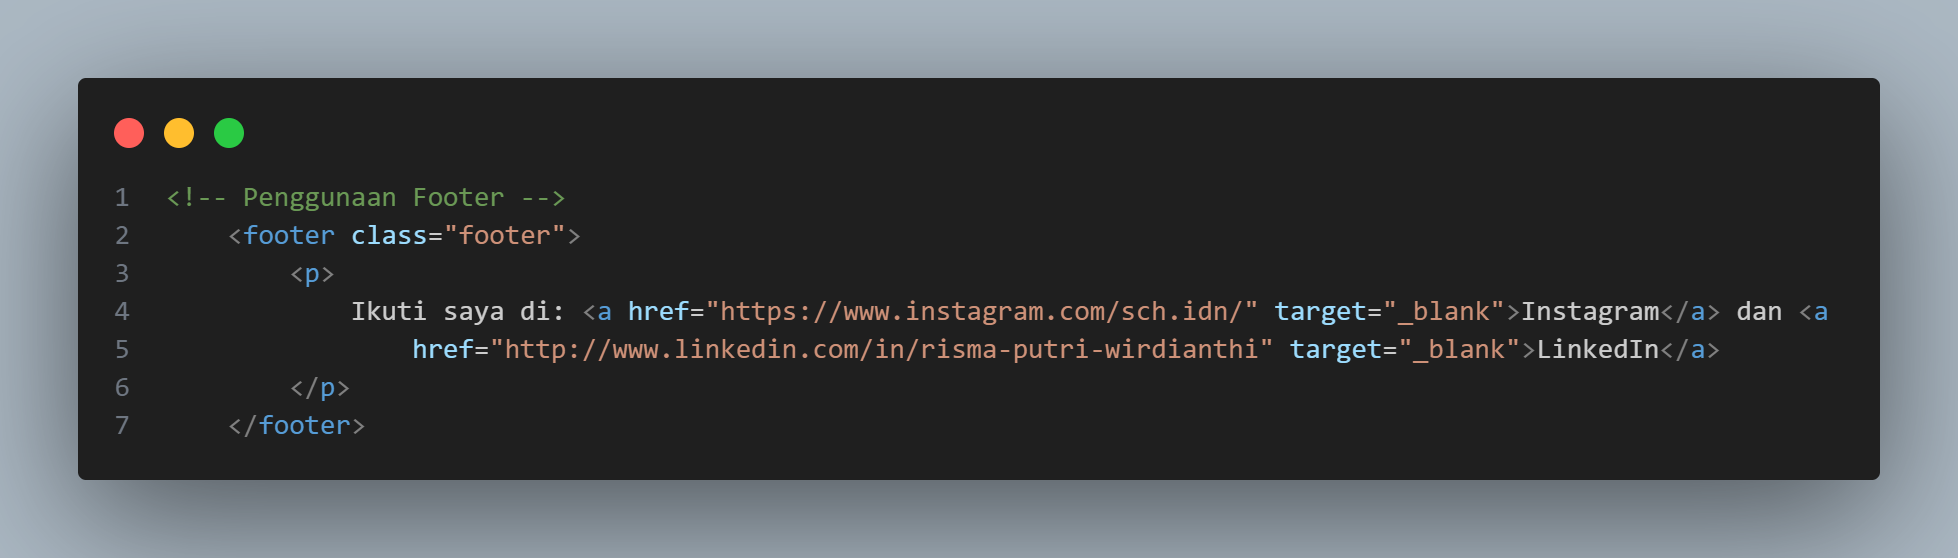 1 <!-- Penggunaan Footer -->
2     <footer class="footer">
3         <p>
4             Ikuti saya di: <a href="https://www.instagram.com/sch.idn/" target="_blank">Instagram</a> dan <a
5                 href="http://www.linkedin.com/in/risma-putri-wirdianthi" target="_blank">LinkedIn</a>
6         </p>
7     </footer>